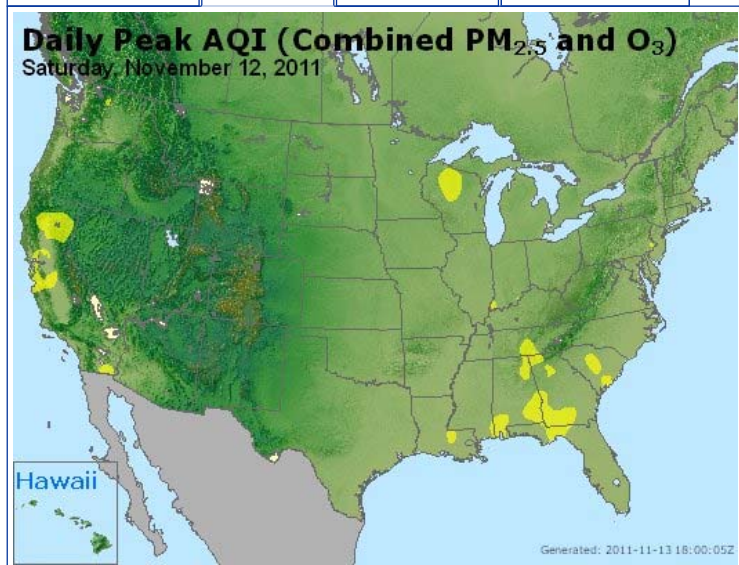 Daily Peak AQI (Combined PM2.5 and O3)
Saturday, November 12, 2011
Hawaii
Generated: 2011-11-13 18:00:05Z